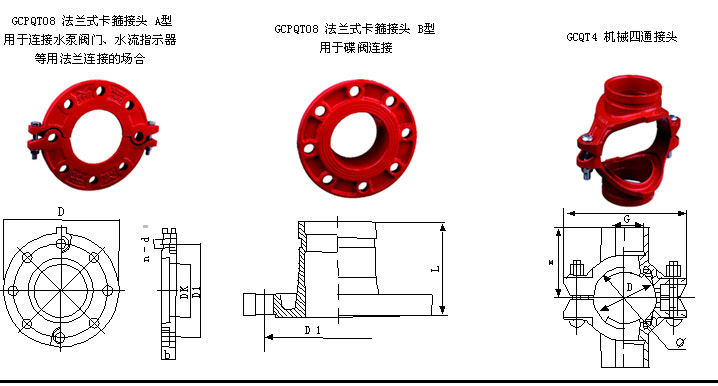 GCPQT08 法兰式卡箍接头 A型
用于连接水泵阀门、水流指示器
等用法兰连接的场合
GCPQT08 法兰式卡箍接头 B型
用于碟阀连接
GCQT4 机械四通接头
D
n-d
DK
D1
b
L
D1
G
H
D